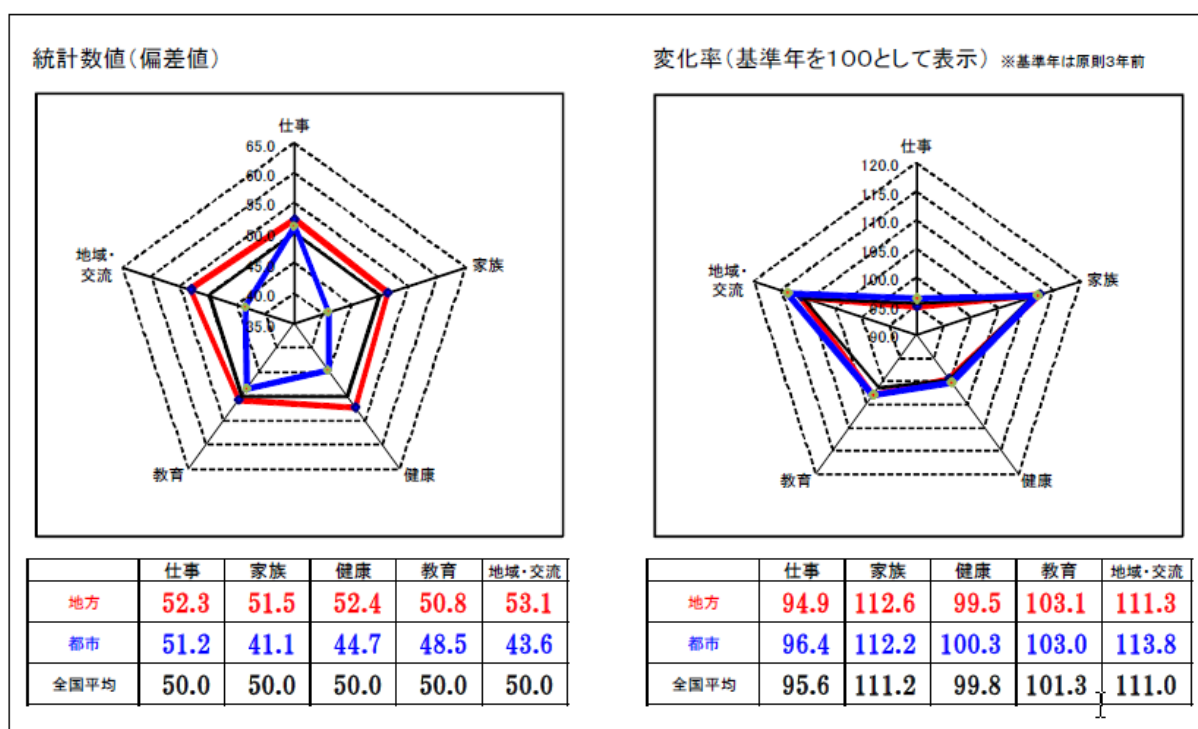 統計数値(偏差値)
仕事
65.0
60.0
55.0
50.0
45.0
40.0
35.0
地域・
交流
家族
教育
健康
仕事 家族 健康 教育 地域・交流
地方 52.3 51.5 52.4 50.8 53.1
都市 51.2 41.1 44.7 48.5 43.6
全国平均 50.0 50.0 50.0 50.0 50.0
変化率(基準年を100として表示) ※基準年は原則3年前
仕事
120.0
115.0
110.0
105.0
100.0
95.0
90.0
地域・
交流
家族
教育
健康
仕事 家族 健康 教育 地域・交流
地方 94.9 112.6 99.5 103.1 111.3
都市 96.4 112.2 100.3 103.0 113.8
全国平均 95.6 111.2 99.8 101.3 111.0